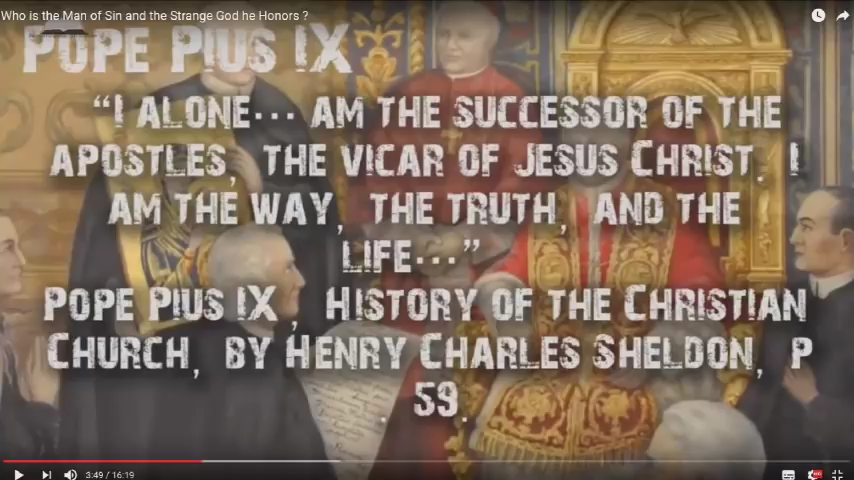 Who is the Man of Sin and the Strange God he Honors ?
POPE PIUS IX
“I ALONE... AM THE SUCCESSOR OF THE
APOSTLES, THE VICAR OF JESUS CHRIST. I
AM THE WAY, THE TRUTH, AND THE
LIFE...”
POPE PIUS IX , HISTORY OF THE CHRISTIAN
CHURCH, BY HENRY CHARLES SHELDON, P
. 59.
3:49 / 16:19